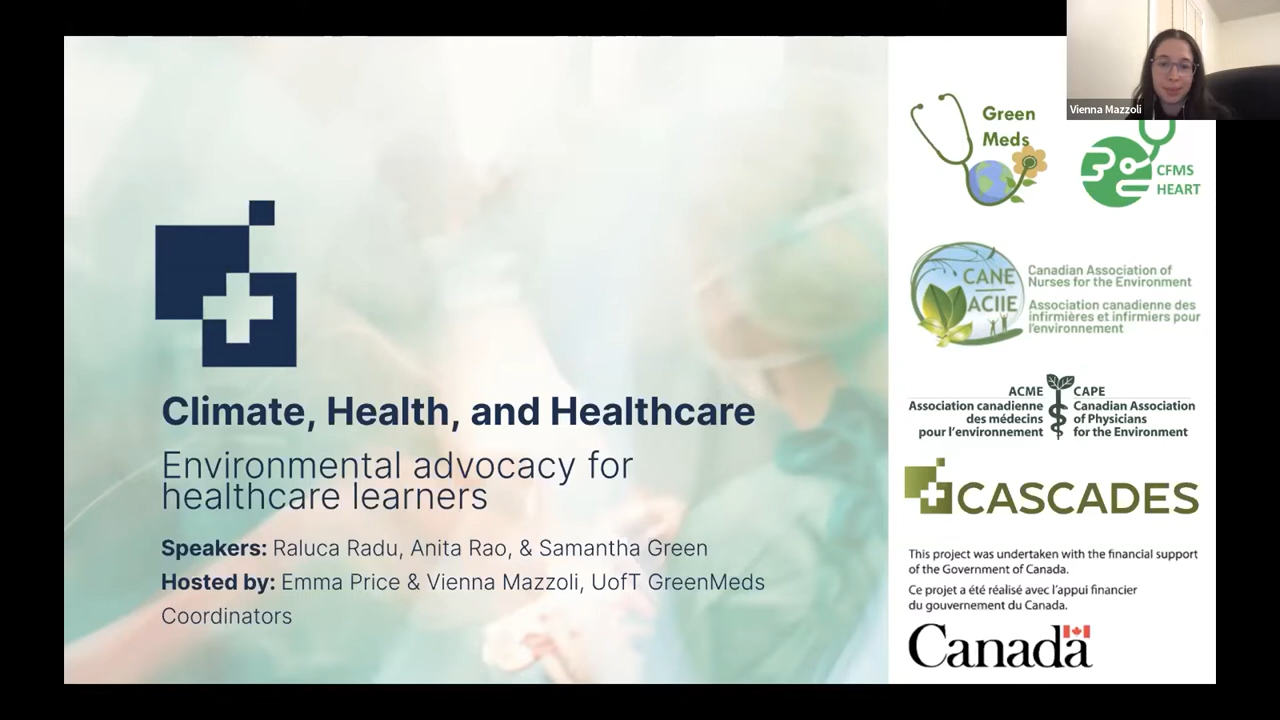 Vienna Mazzoli
Green
Meds
CFMS
HEART
CANE
ACIIE
Canadian Association of
Nurses for the Environment
Association canadienne des
infirmières et infirmiers pour
l'environnement
ACME
Association canadienne
des médecins
pour l'environnement
CAPE
Canadian Association
of Physicians
for the Environment
CASCADES
Climate, Health, and Healthcare
Environmental advocacy for
healthcare learners
Speakers: Raluca Radu, Anita Rao, & Samantha Green
Hosted by: Emma Price & Vienna Mazzoli, UofT GreenMeds
Coordinators
This project was undertaken with the financial support
of the Government of Canada.
Ce projet a été réalisé avec l'appui financier
du gouvernement du Canada.
Canada